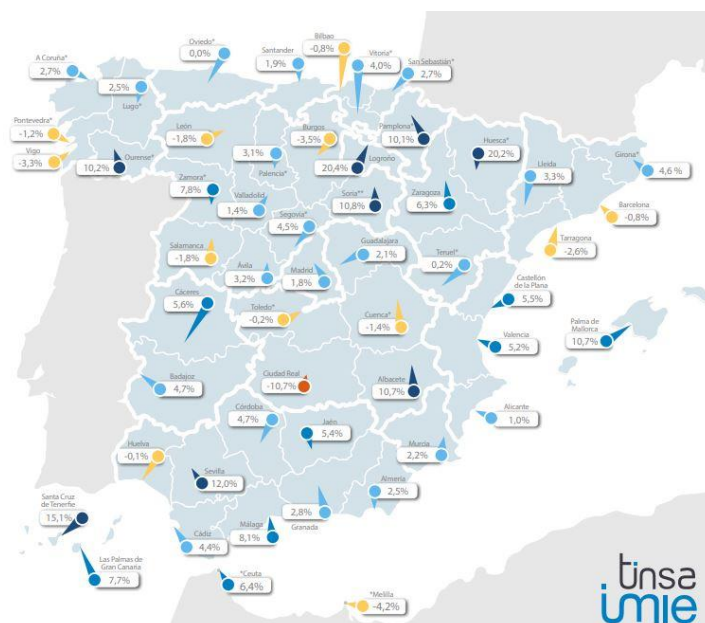 Oviedo*
0,0%
Santander
1,9%
Bilbao
-0,8%
Vitoria*
4,0%
San Sebastián*
2,7%
A Coruña*
2,7%
2,5%
Lugo*
Pontevedra*
-1,2%
Vigo
-3,3%
Ourense*
10,2%
León
-1,8%
3,1%
Palencia*
Burgos
-3,5%
20,4%
Logroño
Pamplona*
10,1%
Huesca*
20,2%
Lleida
3,3%
Girona*
4,6 %
Barcelona
-0,8%
Tarragona
-2,6%
Zamora*
7,8%
Valladolid
1,4%
Segovia*
4,5%
Soria**
10,8%
Zaragoza
6,3%
Salamanca
-1,8%
Ávila
3,2%
Madrid
1,8%
Guadalajara
2,1%
Teruel*
0,2%
Castellón
de la Plana
5,5%
Cáceres
5,6%
Toledo*
-0,2%
Cuenca*
-1,4%
Valencia
5,2%
Palma
de Mallorca
10,7%
Badajoz
4,7%
Ciudad Real
-10,7%
Albacete
10,7%
Alicante
1,0%
Córdoba
4,7%
Jaén
5,4%
Murcia
2,2%
Huelva
-0,1%
Sevilla
12,0%
Almería
2,5%
Santa Cruz
de Tenerfie
15,1%
Cádiz
4,4%
Málaga
8,1%
2,8%
Granada
Las Palmas de
Gran Canaria
7,7%
*Ceuta
6,4%
*Melilla
-4,2%
tinsa
imie